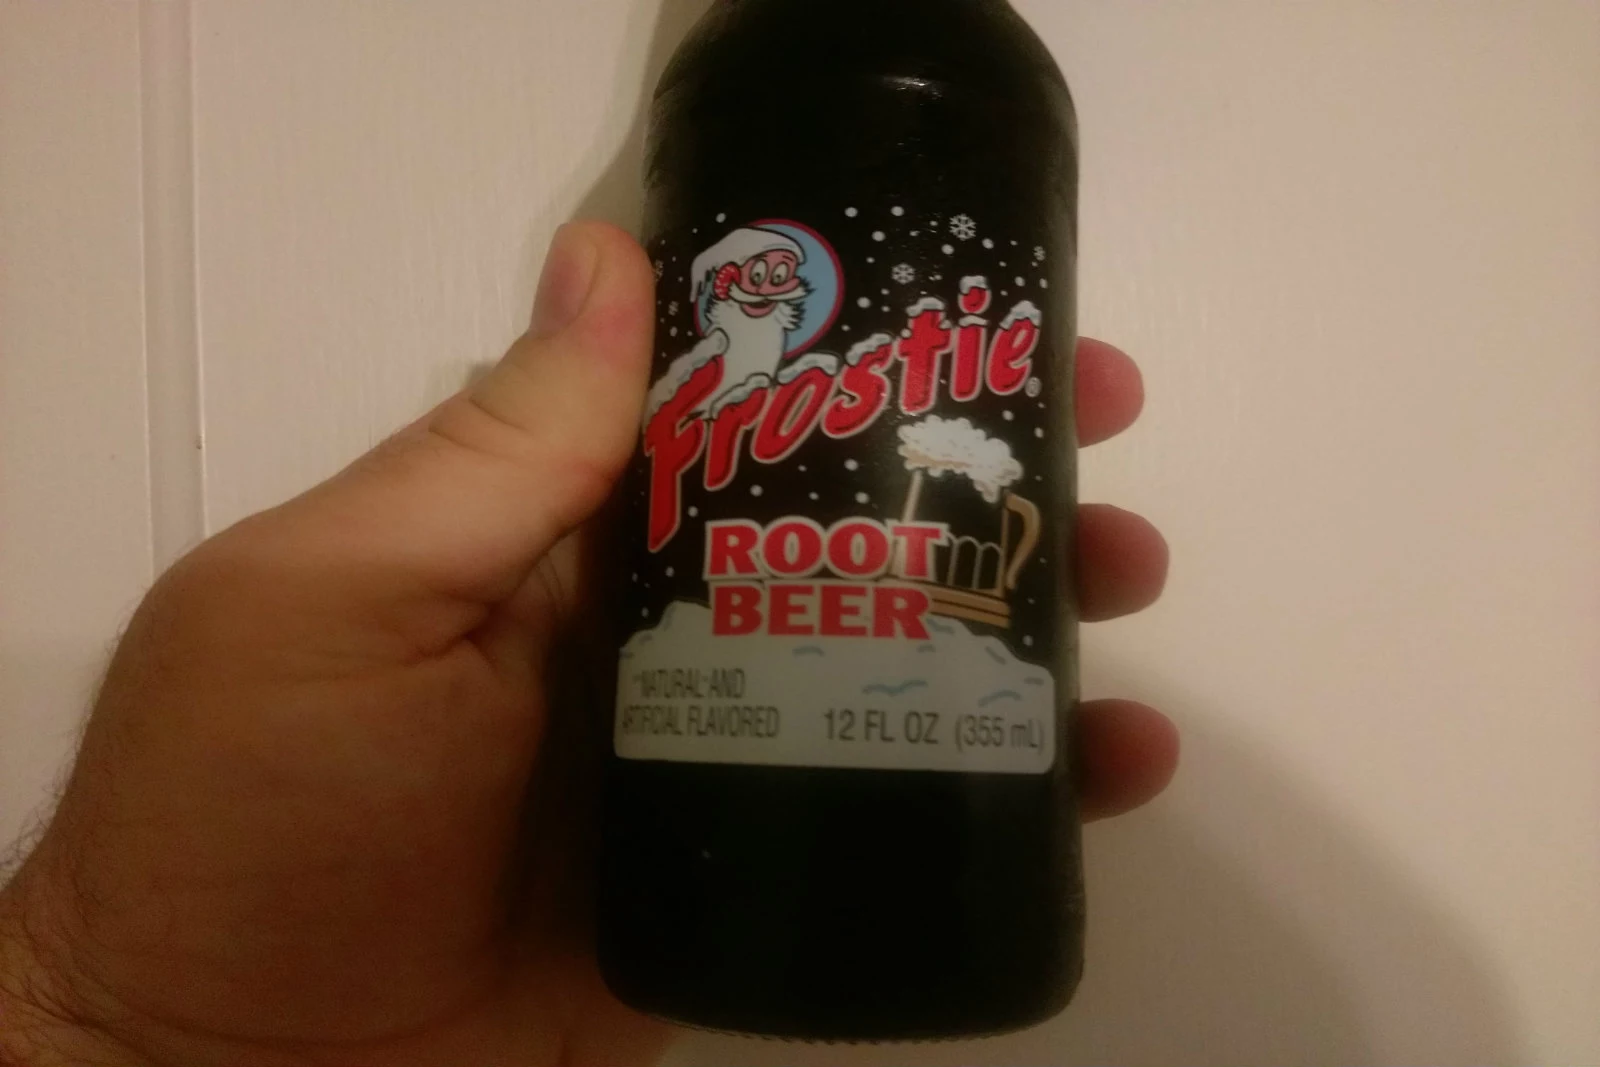 Frostie®
ROOT
BEER
NATURAL AND
ARTIFICIAL FLAVORED
12 FL OZ (355 mL)